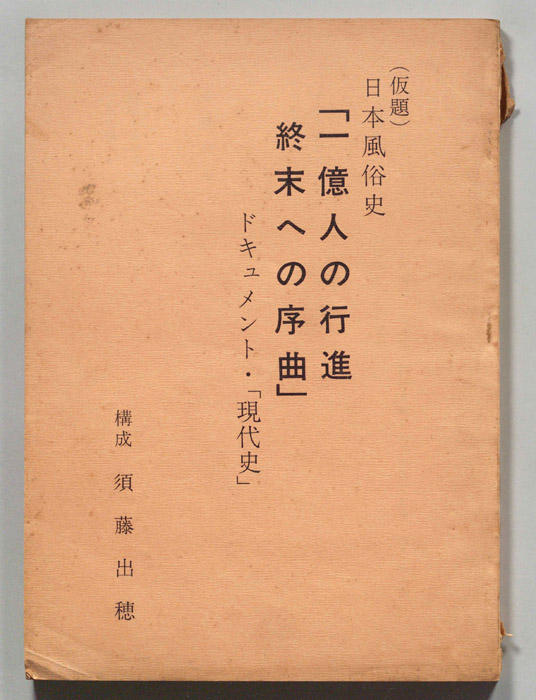 （仮題）
日本風俗史
「一億人の行進
終末への序曲」
ドキュメント・「現代史」
構成　須藤出穂